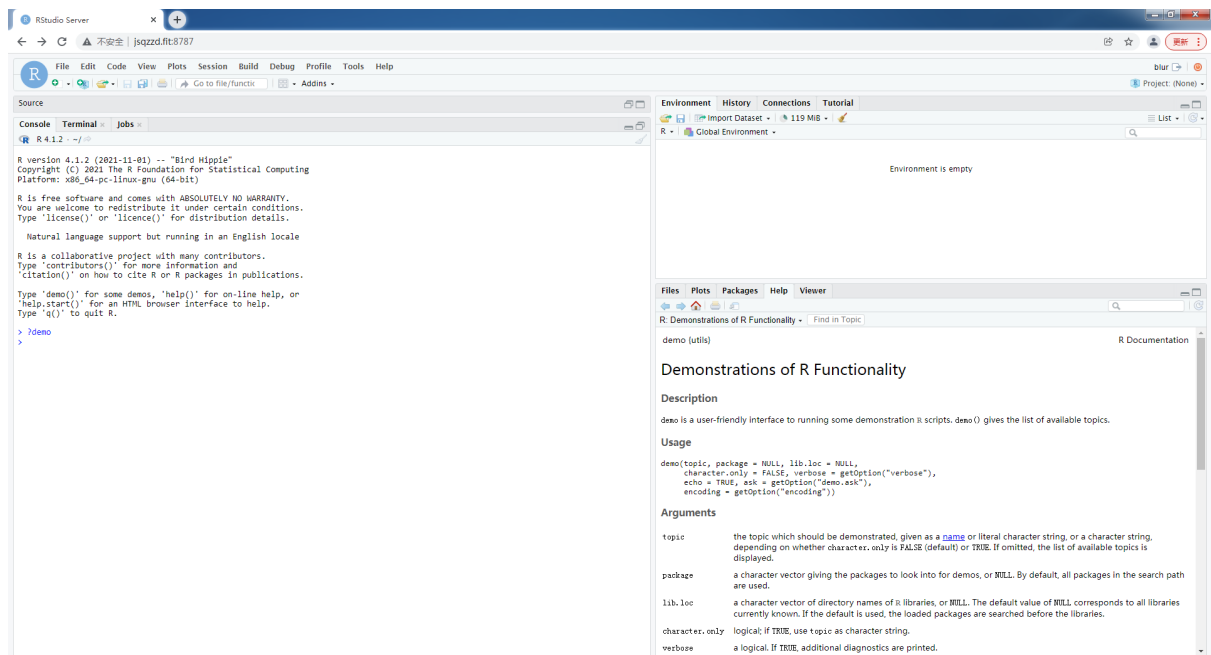 RStudio Server
不安全 jsqzzd.fit:8787
更新
R File Edit Code View Plots Session Build Debug Profile Tools Help
blur
Go to file/functic Addins
Project: (None)
Source
Console Terminal Jobs
R 4.1.2 · ~/
R version 4.1.2 (2021-11-01) -- "Bird Hippie"
Copyright (C) 2021 The R Foundation for Statistical Computing
Platform: x86_64-pc-linux-gnu (64-bit)
R is free software and comes with ABSOLUTELY NO WARRANTY.
You are welcome to redistribute it under certain conditions.
Type 'license()' or 'licence()' for distribution details.
Natural language support but running in an English locale
R is a collaborative project with many contributors.
Type 'contributors()' for more information and
'citation()' on how to cite R or R packages in publications.
Type 'demo()' for some demos, 'help()' for on-line help, or
'help.start()' for an HTML browser interface to help.
Type 'q()' to quit R.
> ?demo
>
Environment History Connections Tutorial
Import Dataset 119 MiB
List
R Global Environment
Environment is empty
Files Plots Packages Help Viewer
R: Demonstrations of R Functionality Find in Topic
demo {utils} R Documentation
Demonstrations of R Functionality
Description
demo is a user-friendly interface to running some demonstration R scripts. demo() gives the list of available topics.
Usage
demo(topic, package = NULL, lib.loc = NULL,
character.only = FALSE, verbose = getOption("verbose"),
echo = TRUE, ask = getOption("demo.ask"),
encoding = getOption("encoding"))
Arguments
topic the topic which should be demonstrated, given as a name or literal character string, or a character string,
depending on whether character.only is FALSE (default) or TRUE. If omitted, the list of available topics is
displayed.
package a character vector giving the packages to look into for demos, or NULL. By default, all packages in the search path
are used.
lib.loc a character vector of directory names of R libraries, or NULL. The default value of NULL corresponds to all libraries
currently known. If the default is used, the loaded packages are searched before the libraries.
character.only logical; if TRUE, use topic as character string.
verbose a logical. If TRUE, additional diagnostics are printed.